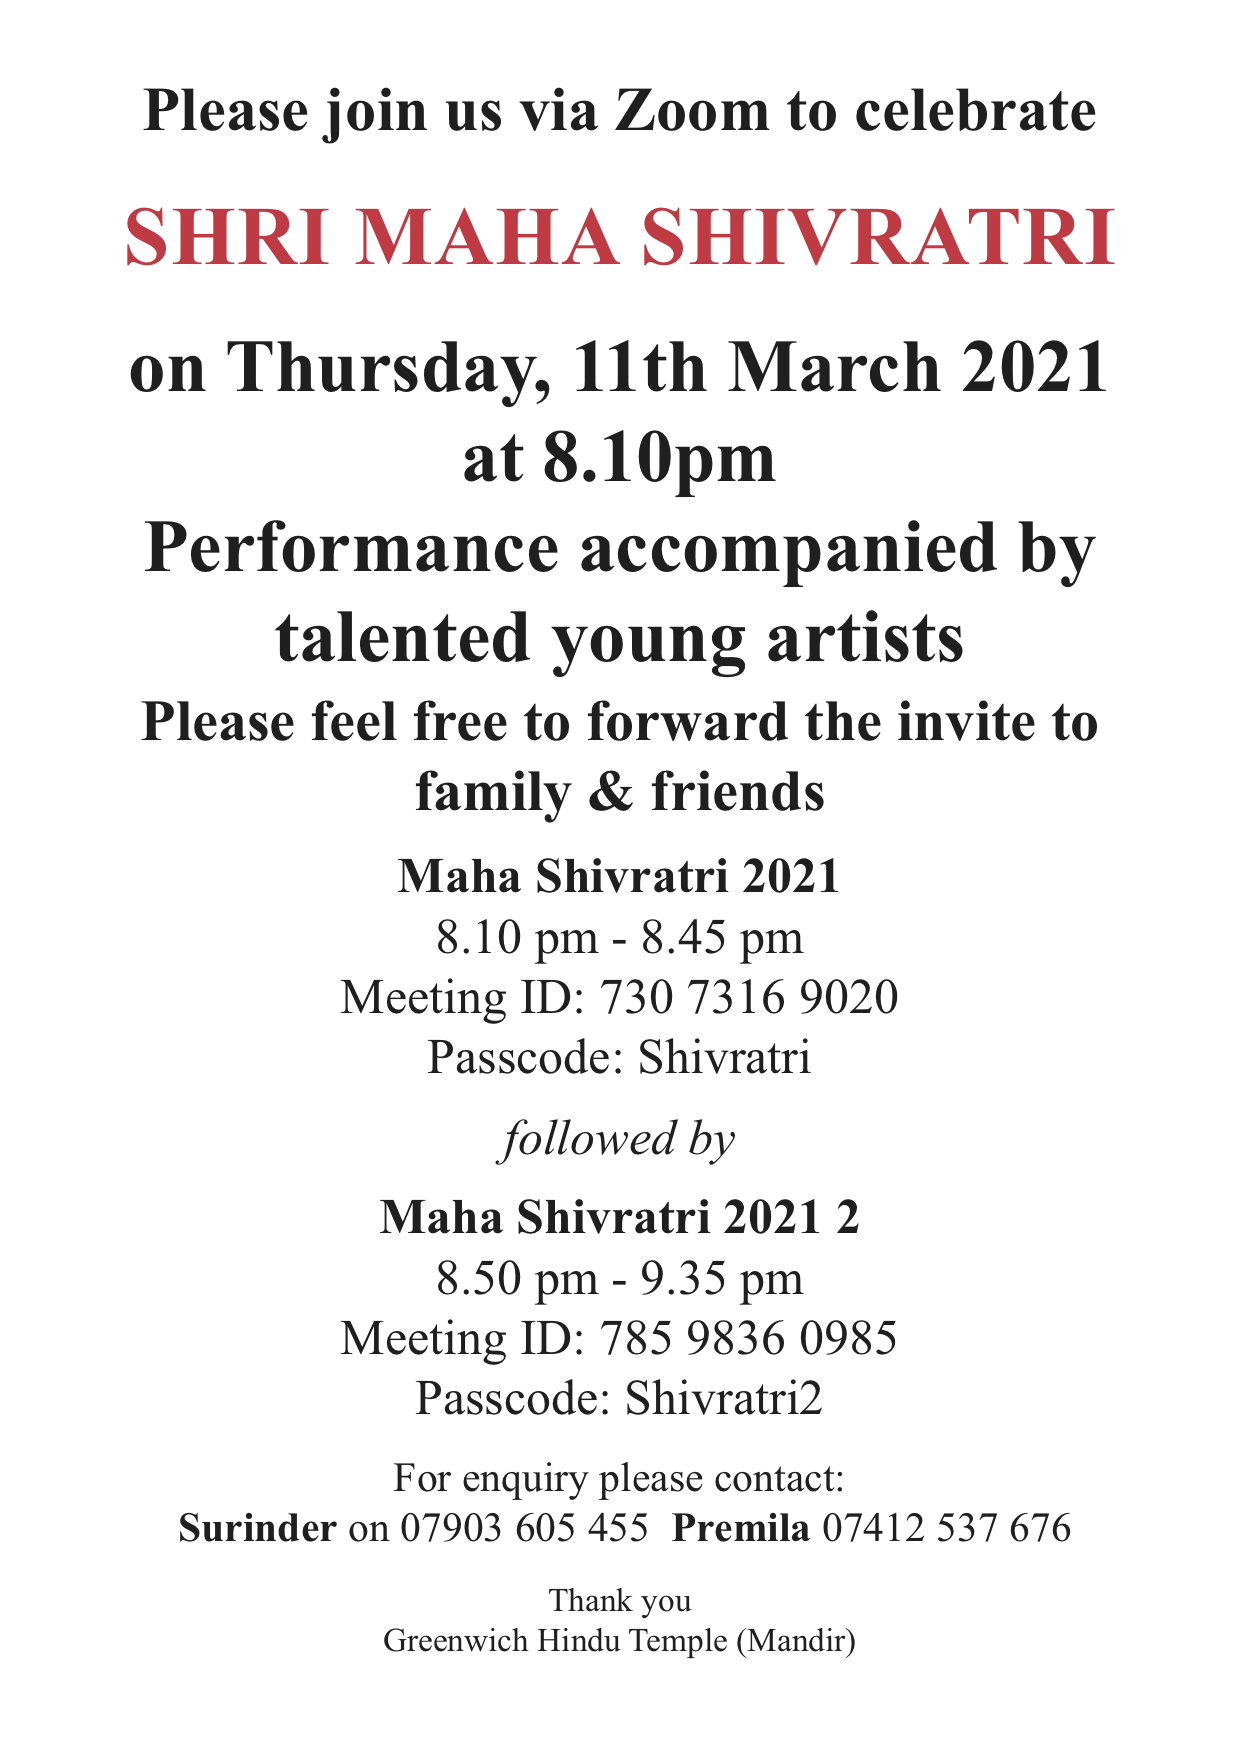 Please join us via Zoom to celebrate
SHRI MAHA SHIVRATRI
on Thursday, 11th March 2021
at 8.10pm
Performance accompanied by
talented young artists
Please feel free to forward the invite to
family & friends
Maha Shivratri 2021
8.10 pm - 8.45 pm
Meeting ID: 730 7316 9020
Passcode: Shivratri
followed by
Maha Shivratri 2021 2
8.50 pm - 9.35 pm
Meeting ID: 785 9836 0985
Passcode: Shivratri2
For enquiry please contact:
Surinder on 07903 605 455  Premila 07412 537 676
Thank you
Greenwich Hindu Temple (Mandir)